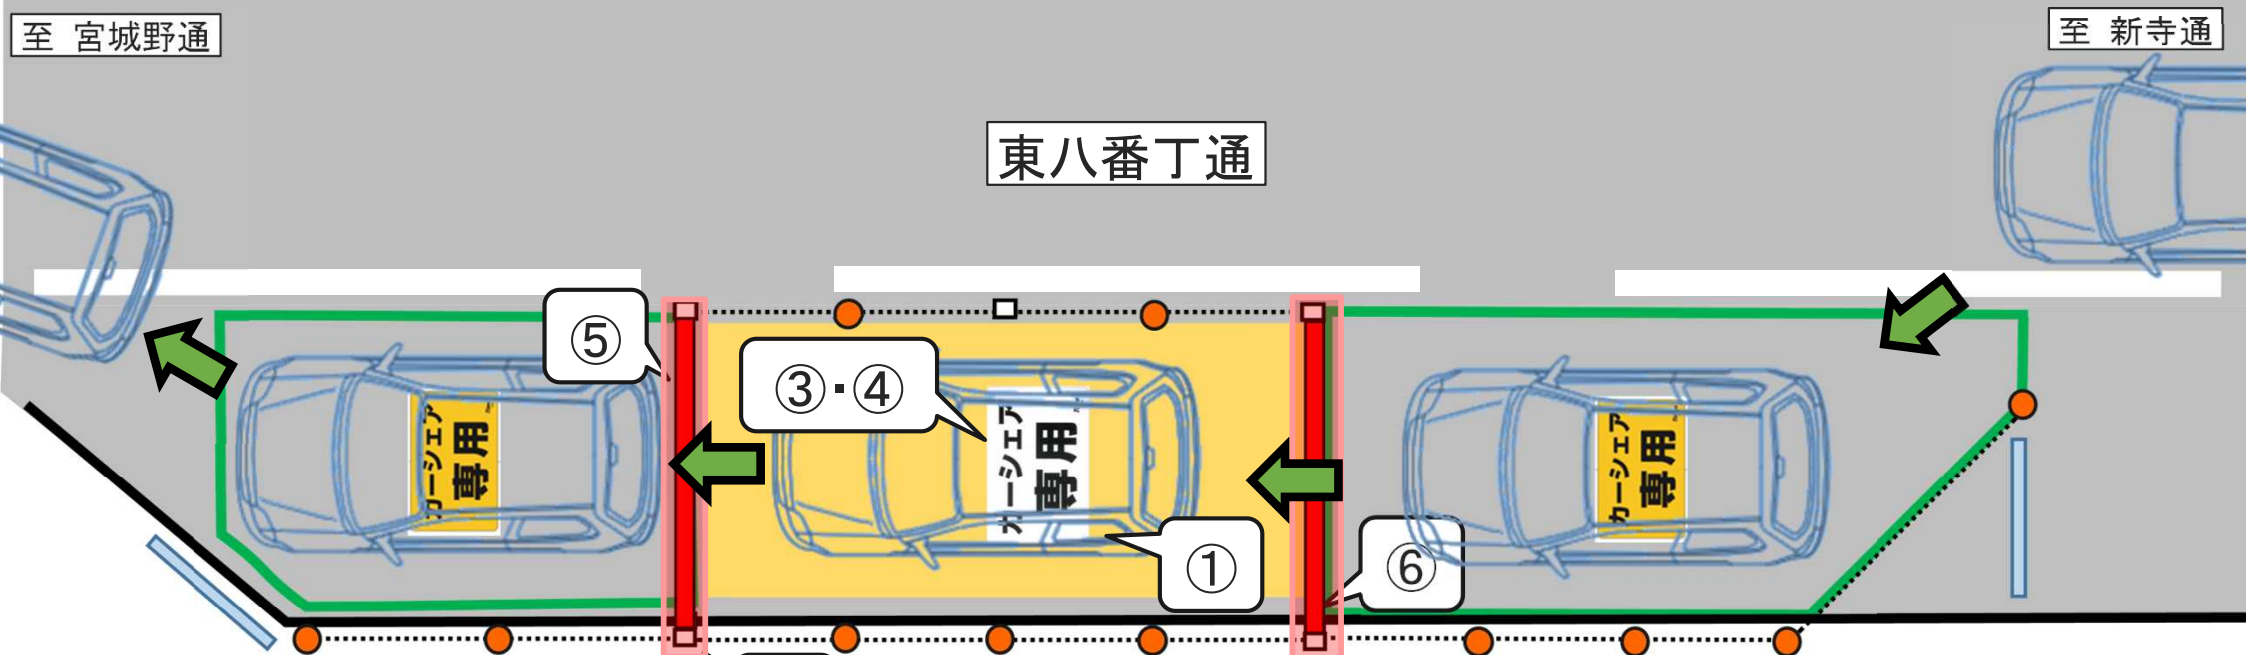 至 宮城野通
至 新寺通
東八番丁通
⑤
③・④
カーシェア
専用
カーシェア
専用
カーシェア
専用
①
⑥